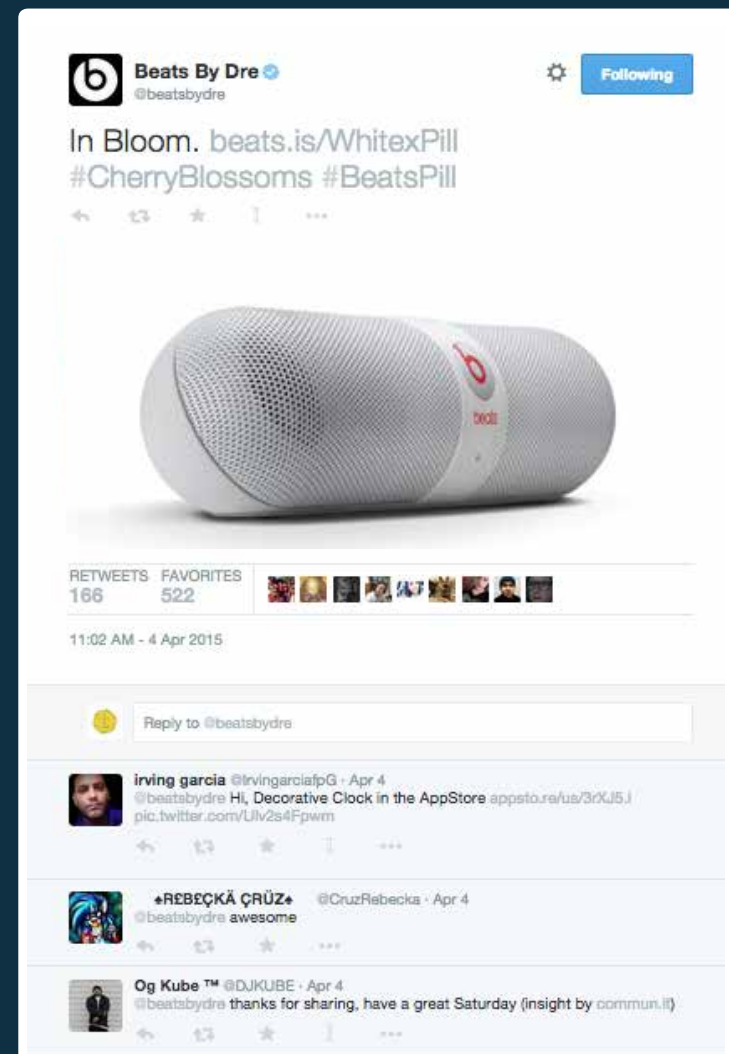 Beats By Dre
@beatsbydre
Following
In Bloom. beats.is/WhitexPill
#CherryBlossoms #BeatsPill
b
beats
RETWEETS FAVORITES
166 522
11:02 AM - 4 Apr 2015
Reply to @beatsbydre
irving garcia @IrvingarciafpG · Apr 4
@beatsbydre Hi, Decorative Clock in the AppStore appsto.re/us/3rXJ5.i
pic.twitter.com/Ulv2s4Fpwm
♠R£B£ÇKÄ ÇRÜZ♠ @CruzRebecka · Apr 4
@beatsbydre awesome
Og Kube ™ @DJKUBE · Apr 4
@beatsbydre thanks for sharing, have a great Saturday (insight by commun.it)